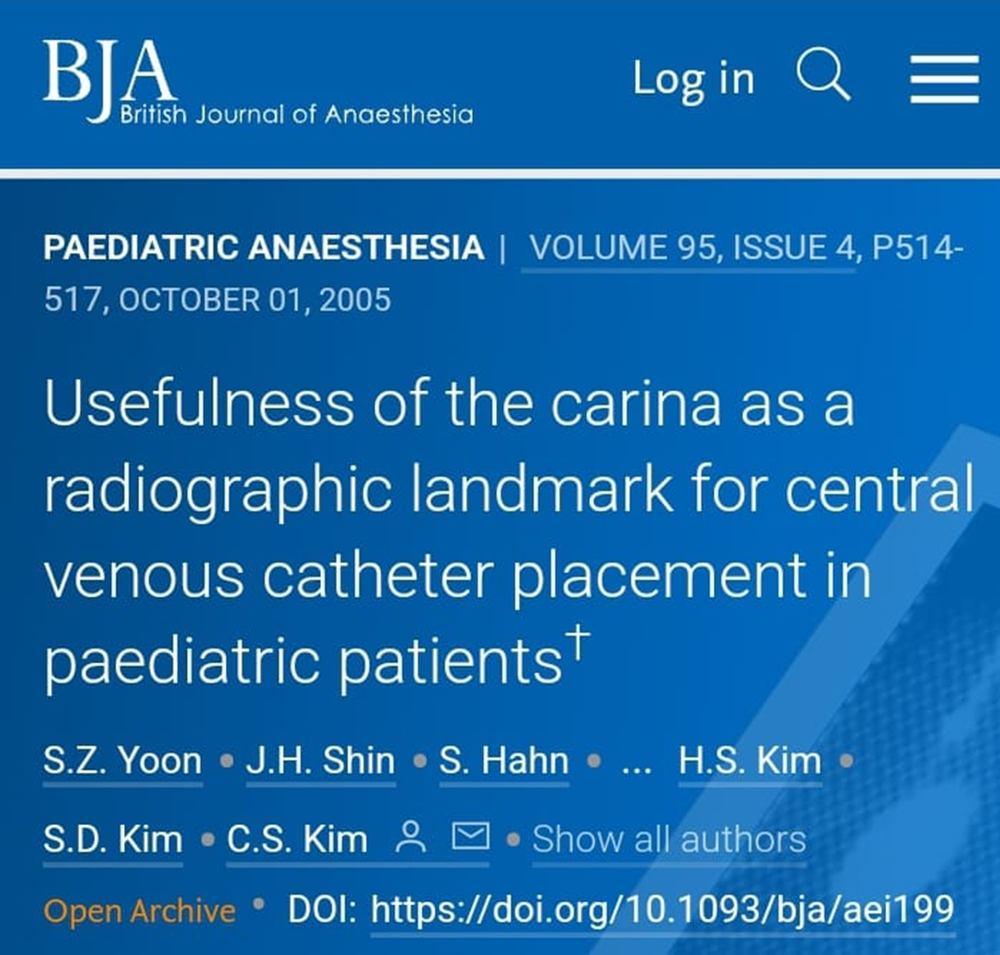 BJA
British Journal of Anaesthesia
Log in
PAEDIATRIC ANAESTHESIA | VOLUME 95, ISSUE 4, P514-
517, OCTOBER 01, 2005
Usefulness of the carina as a
radiographic landmark for central
venous catheter placement in
paediatric patients†
S.Z. Yoon • J.H. Shin • S. Hahn • ... H.S. Kim •
S.D. Kim • C.S. Kim • Show all authors
Open Archive • DOI: https://doi.org/10.1093/bja/aei199